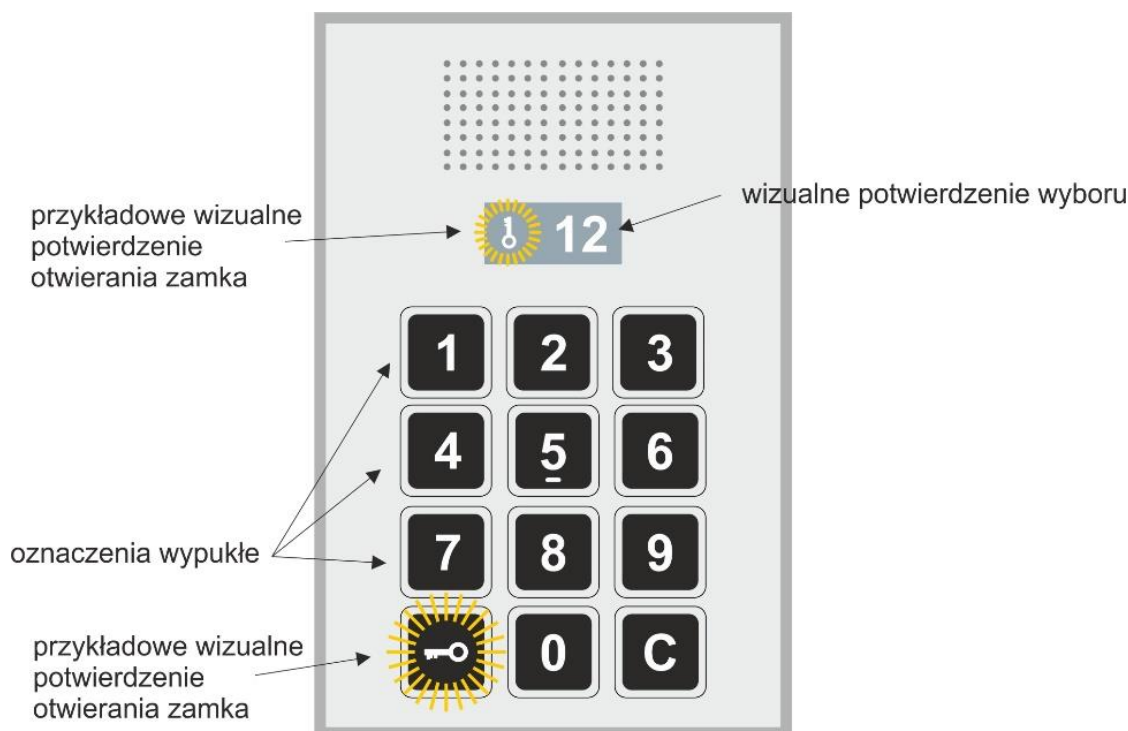 wizualne potwierdzenie wyboru
przykładowe wizualne
potwierdzenie
otwierania zamka
12
1 2 3
4 5 6
oznaczenia wypukłe
7 8 9
przykładowe wizualne
potwierdzenie
otwierania zamka
0 C